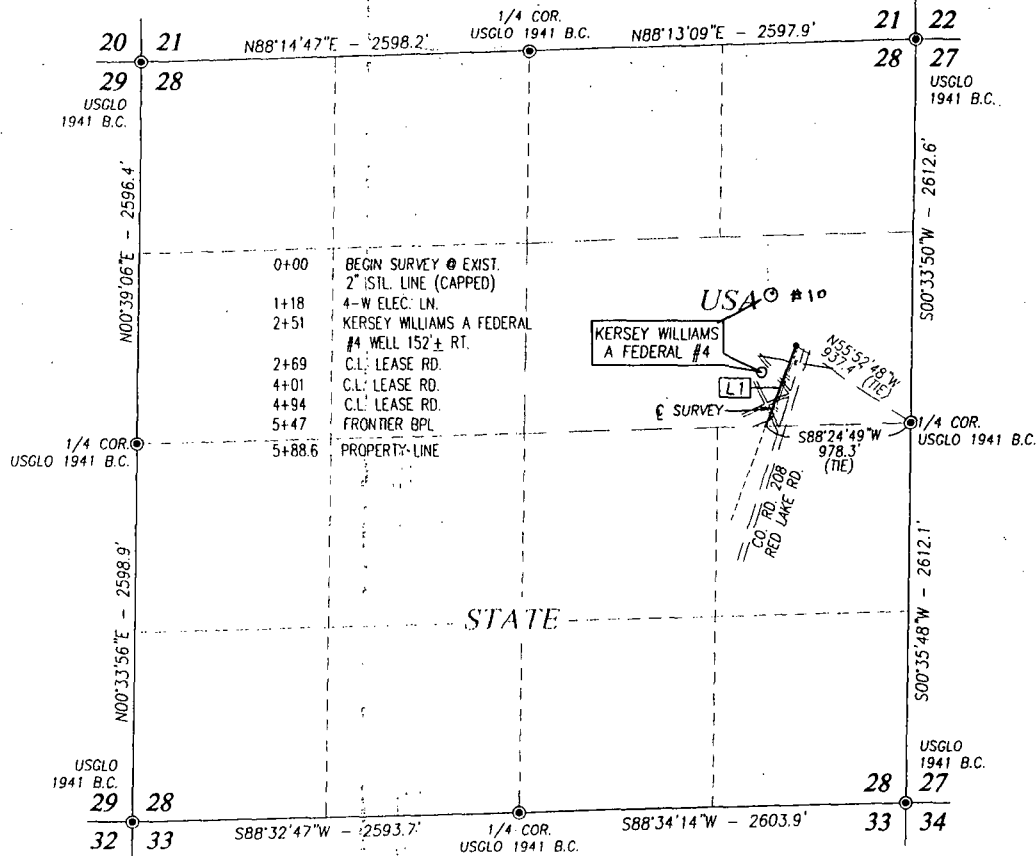 20 21
N88°14'47"E - 2598.2'
1/4 COR.
USGLO 1941 B.C.
N88°13'09"E - 2597.9'
21 22
29 28
USGLO
1941 B.C.
28 27
USGLO
1941 B.C.
N00°39'06"E - 2596.4'
S00°33'50"W - 2612.6'
0+00 BEGIN SURVEY @ EXIST.
2" STL. LINE (CAPPED)
1+18 4-W ELEC. LN.
2+51 KERSEY WILLIAMS A FEDERAL
#4 WELL 152'± RT.
2+69 C.L. LEASE RD.
4+01 C.L. LEASE RD.
4+94 C.L. LEASE RD.
5+47 FRONTIER BPL
5+88.6 PROPERTY LINE
USA #10
KERSEY WILLIAMS
A FEDERAL #4
L1
℄ SURVEY
N55°52'48"W
937.4'
(TIE)
S88°24'49"W
978.3'
(TIE)
1/4 COR.
USGLO 1941 B.C.
1/4 COR.
USGLO 1941 B.C.
CO. RD. 208
RED LAKE RD.
N00°33'56"E - 2598.9'
STATE
S00°35'48"W - 2612.1'
USGLO
1941 B.C.
29 28
32 33
S88°32'47"W - 2593.7'
1/4 COR.
USGLO 1941 B.C.
S88°34'14"W - 2603.9'
USGLO
1941 B.C.
28 27
33 34